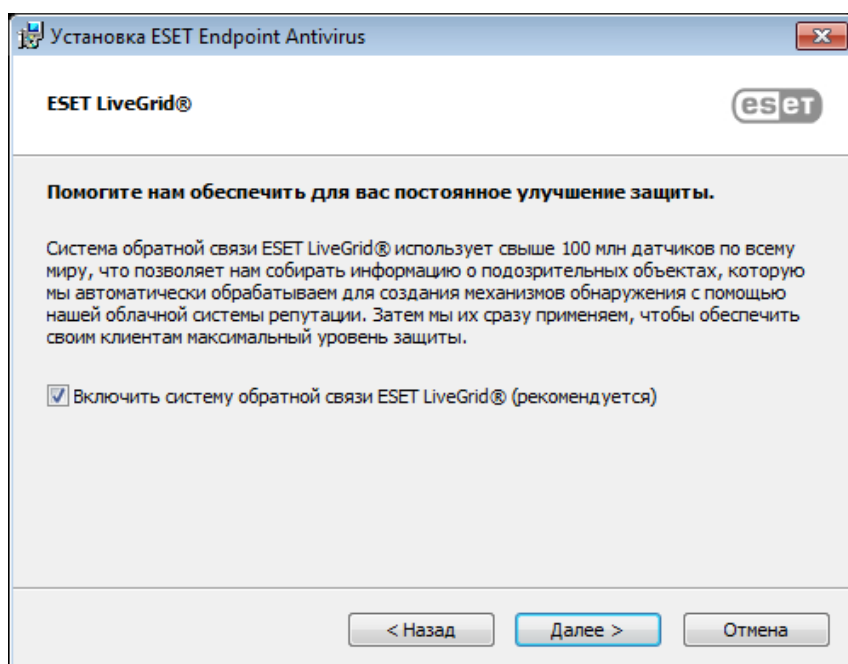 Установка ESET Endpoint Antivirus
ESET LiveGrid®
eseт
Помогите нам обеспечить для вас постоянное улучшение защиты.
Система обратной связи ESET LiveGrid® использует свыше 100 млн датчиков по всему
миру, что позволяет нам собирать информацию о подозрительных объектах, которую
мы автоматически обрабатываем для создания механизмов обнаружения с помощью
нашей облачной системы репутации. Затем мы их сразу применяем, чтобы обеспечить
своим клиентам максимальный уровень защиты.
Включить систему обратной связи ESET LiveGrid® (рекомендуется)
< Назад
Далее >
Отмена